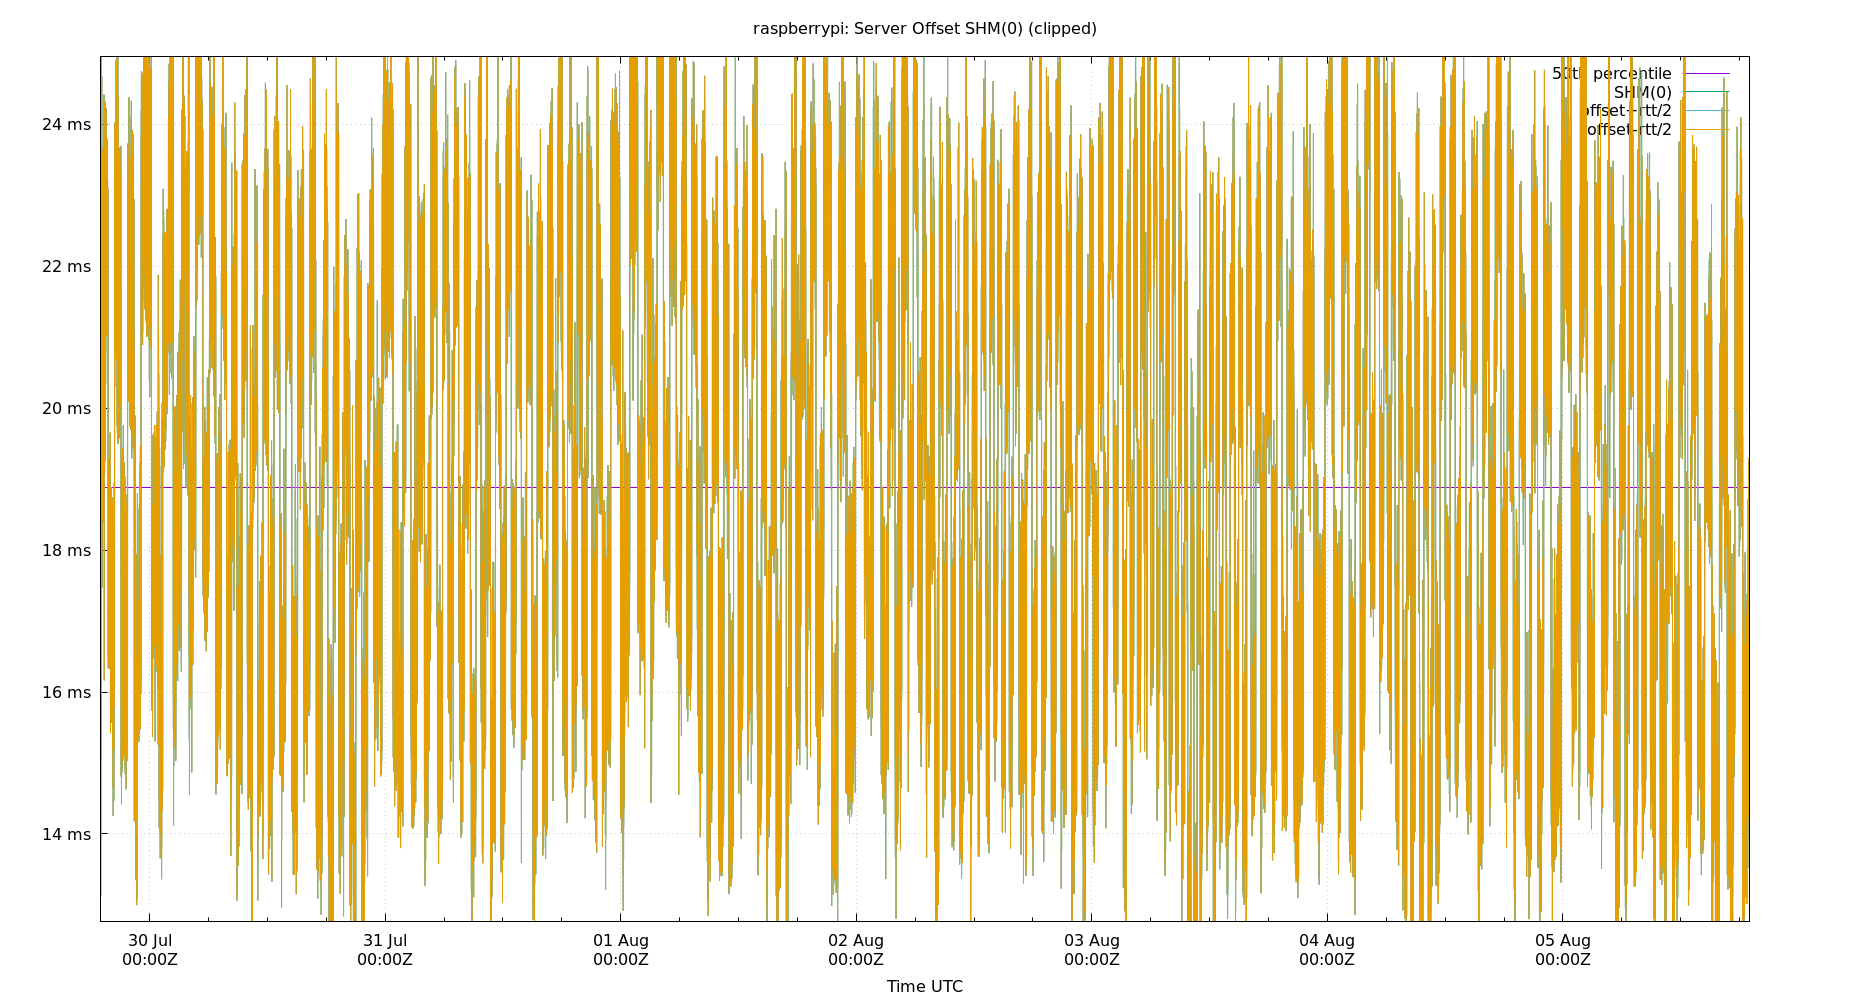 raspberrypi: Server Offset SHM(0) (clipped)
50th percentile
SHM(0)
offset+rtt/2
offset-rtt/2
24 ms
22 ms
20 ms
18 ms
16 ms
14 ms
30 Jul
00:00Z
31 Jul
00:00Z
01 Aug
00:00Z
02 Aug
00:00Z
03 Aug
00:00Z
04 Aug
00:00Z
05 Aug
00:00Z
Time UTC